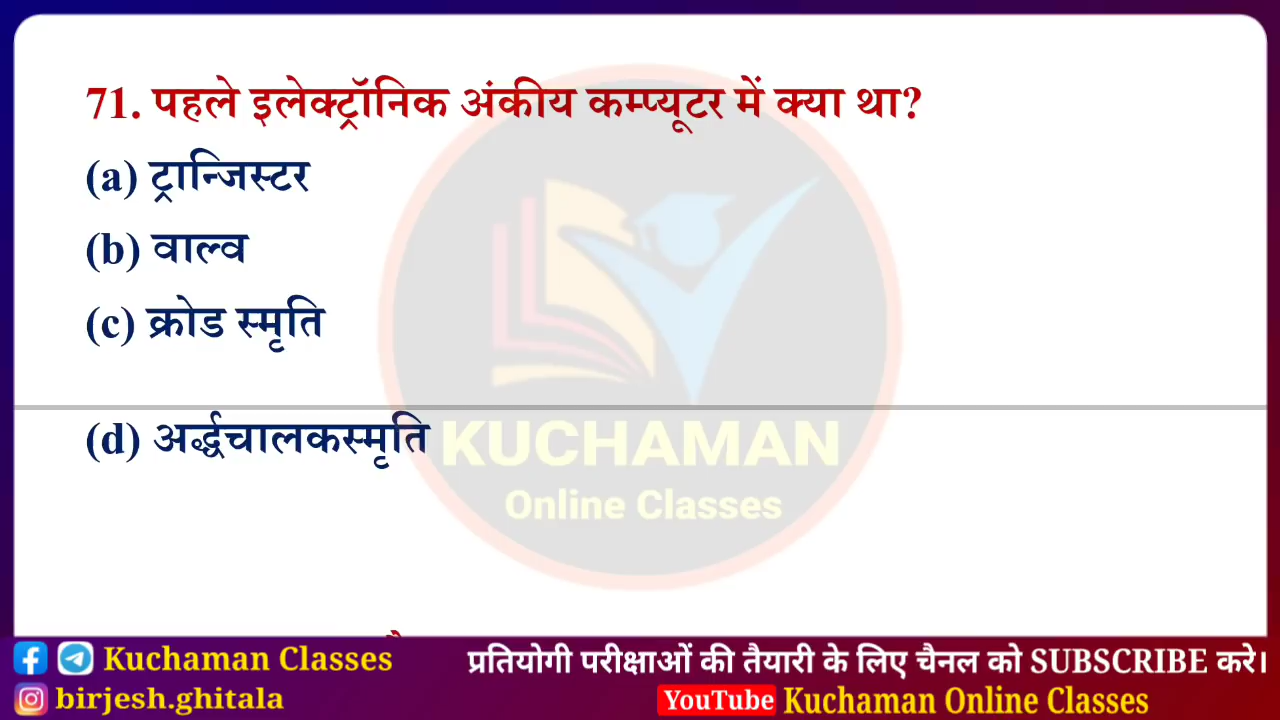 71. पहले इलेक्ट्रॉनिक अंकीय कम्प्यूटर में क्या था?
(a) ट्रान्जिस्टर
(b) वाल्व
(c) क्रोड स्मृति
(d) अर्द्धचालकस्मृति
KUCHAMAN
Online Classes
Kuchaman Classes
प्रतियोगी परीक्षाओं की तैयारी के लिए चैनल को SUBSCRIBE करे।
birjesh.ghitala
YouTube Kuchaman Online Classes